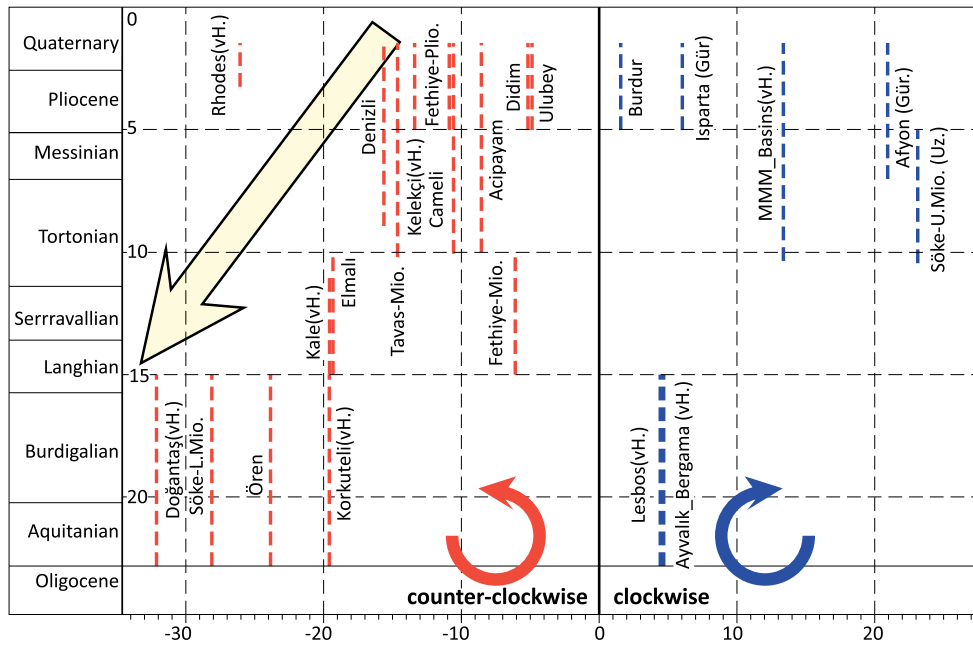 Quaternary
Pliocene
Messinian
Tortonian
Serrravallian
Langhian
Burdigalian
Aquitanian
Oligocene
0
5
10
15
20
Rhodes(vH.)
Denizli
Kelekçi(vH.)
Fethiye-Plio.
Cameli
Acipayam
Didim
Ulubey
Burdur
Isparta (Gür)
MMM_Basins(vH.)
Afyon (Gür.)
Söke-U.Mio. (Uz.)
Kale(vH.)
Elmalı
Tavas-Mio.
Fethiye-Mio.
Doğantaş(vH.)
Söke-L.Mio.
Ören
Korkuteli(vH.)
Lesbos(vH.)
Ayvalık_Bergama (vH.)
counter-clockwise
clockwise
-30
-20
-10
0
10
20